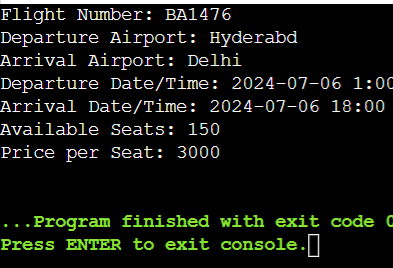 Flight Number: BA1476
Departure Airport: Hyderabd
Arrival Airport: Delhi
Departure Date/Time: 2024-07-06 1:00
Arrival Date/Time: 2024-07-06 18:00
Available Seats: 150
Price per Seat: 3000
...Program finished with exit code 0
Press ENTER to exit console.